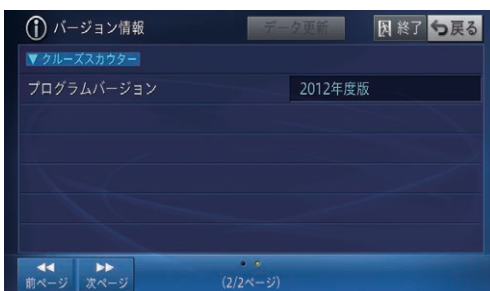 バージョン情報 データ更新 終了 戻る
▼クルーズスカウター
プログラムバージョン 2012年度版
前ページ 次ページ (2/2ページ)